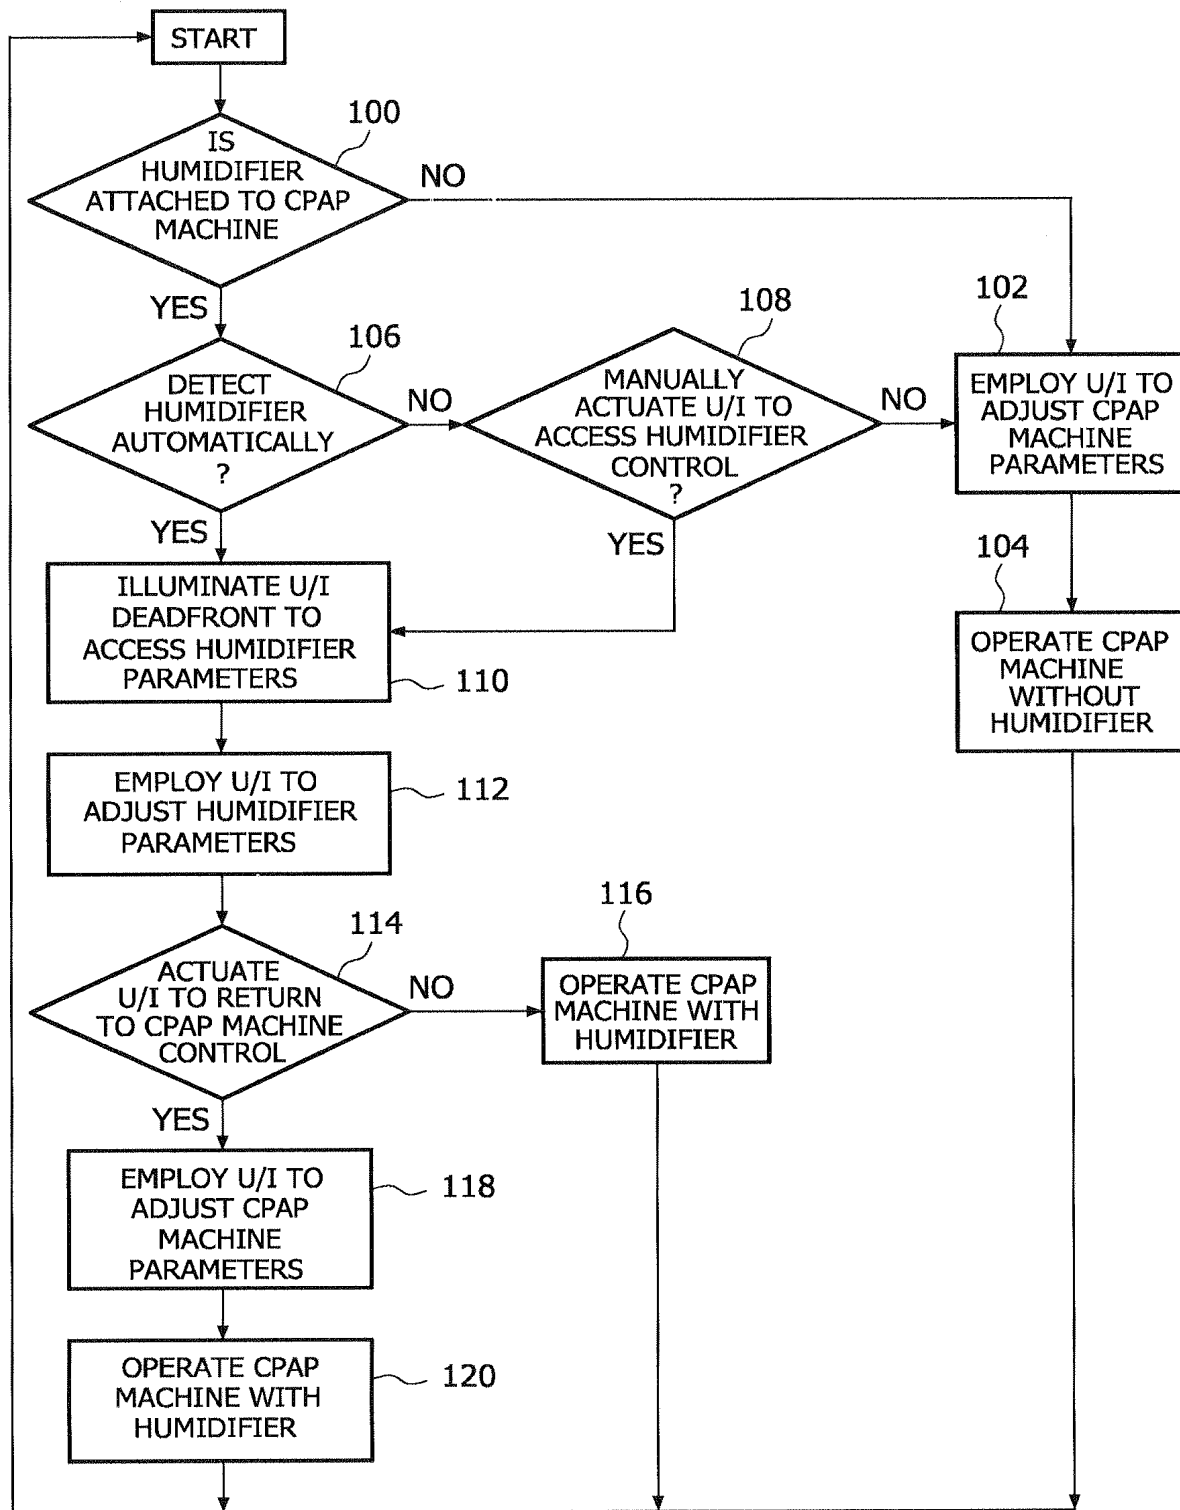 START
100
IS
HUMIDIFIER
ATTACHED TO CPAP
MACHINE
NO
YES
106
DETECT
HUMIDIFIER
AUTOMATICALLY
?
NO
YES
108
MANUALLY
ACTUATE U/I TO
ACCESS HUMIDIFIER
CONTROL
?
NO
YES
102
EMPLOY U/I TO
ADJUST CPAP
MACHINE
PARAMETERS
104
OPERATE CPAP
MACHINE
WITHOUT
HUMIDIFIER
ILLUMINATE U/I
DEADFRONT TO
ACCESS HUMIDIFIER
PARAMETERS
110
EMPLOY U/I TO
ADJUST HUMIDIFIER
PARAMETERS
112
114
ACTUATE
U/I TO RETURN
TO CPAP MACHINE
CONTROL
NO
YES
116
OPERATE CPAP
MACHINE WITH
HUMIDIFIER
EMPLOY U/I TO
ADJUST CPAP
MACHINE
PARAMETERS
118
OPERATE CPAP
MACHINE WITH
HUMIDIFIER
120